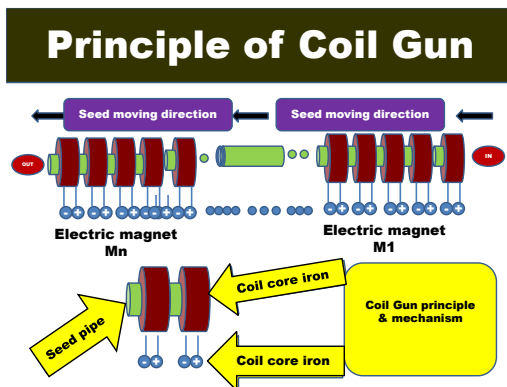 Principle of Coil Gun
Seed moving direction
Seed moving direction
OUT
IN
- + - + - + - + - +
- + - + - + - + - +
Electric magnet
Mn
Electric magnet
M1
Coil core iron
Coil Gun principle
& mechanism
Seed pipe
- + - +
Coil core iron